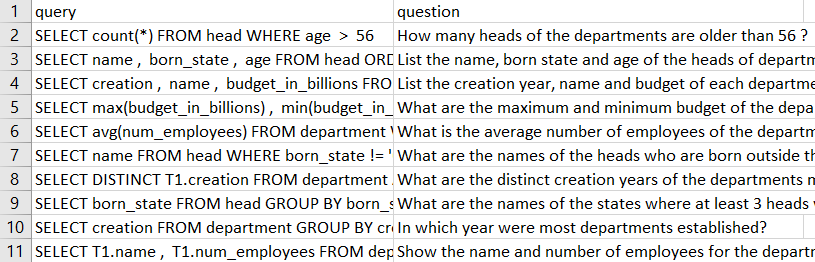 1 query question
2 SELECT count(*) FROM head WHERE age > 56 How many heads of the departments are older than 56 ?
3 SELECT name , born_state , age FROM head ORD List the name, born state and age of the heads of departm
4 SELECT creation , name , budget_in_billions FRO List the creation year, name and budget of each departme
5 SELECT max(budget_in_billions) , min(budget_in_ What are the maximum and minimum budget of the depa
6 SELECT avg(num_employees) FROM department What is the average number of employees of the departm
7 SELECT name FROM head WHERE born_state != ' What are the names of the heads who are born outside th
8 SELECT DISTINCT T1.creation FROM department What are the distinct creation years of the departments
9 SELECT born_state FROM head GROUP BY born_s What are the names of the states where at least 3 heads
10 SELECT creation FROM department GROUP BY cr In which year were most departments established?
11 SELECT T1.name , T1.num_employees FROM dep Show the name and number of employees for the departm